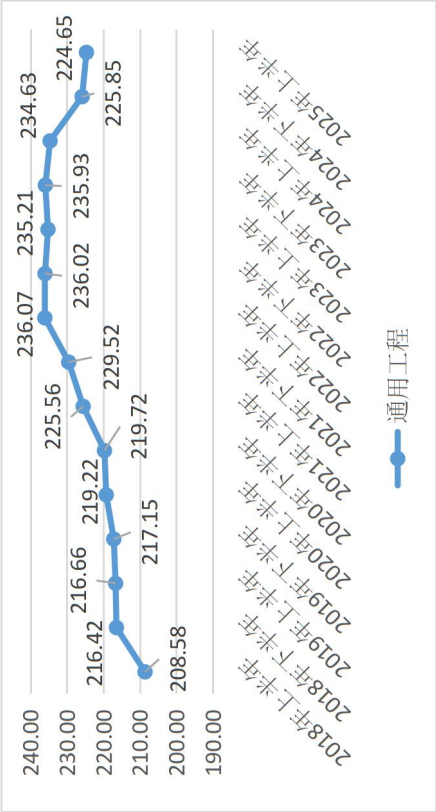 240.00
230.00
220.00
210.00
200.00
190.00
208.58
216.42
216.66
217.15
219.22
219.72
225.56
229.52
236.07
236.02
235.21
235.93
234.63
225.85
224.65
2018年上半年
2018年下半年
2019年上半年
2019年下半年
2020年上半年
2020年下半年
2021年上半年
2021年下半年
2022年上半年
2022年下半年
2023年上半年
2023年下半年
2024年上半年
2024年下半年
2025年上半年
通用工程